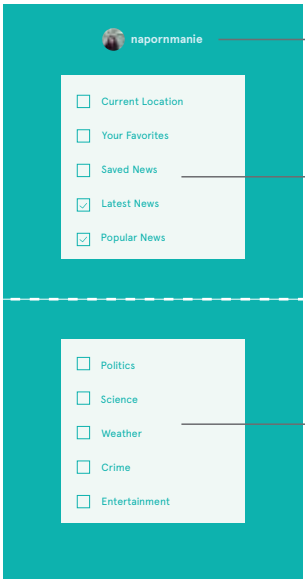 napornmanie
Current Location
Your Favorites
Saved News
Latest News
Popular News
Politics
Science
Weather
Crime
Entertainment